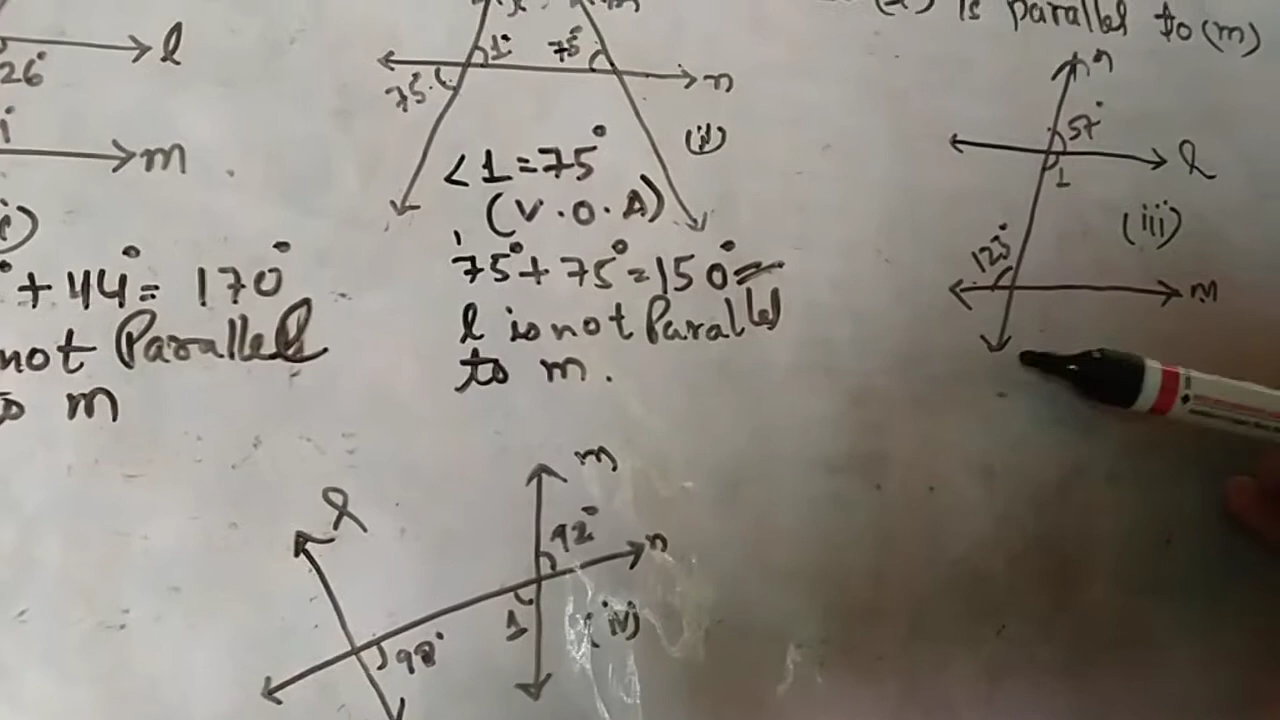 (l) is parallel to (m)
l
26°
m
+ 44° = 170°
not Parallel
to m
1°
75°
75°
n
(ii)
< 1 = 75°
(V.O.A)
75° + 75° = 150°
l is not Parallel
to m.
n
57°
l
1
(iii)
123°
m
m
l
92°
n
1
(iv)
98°